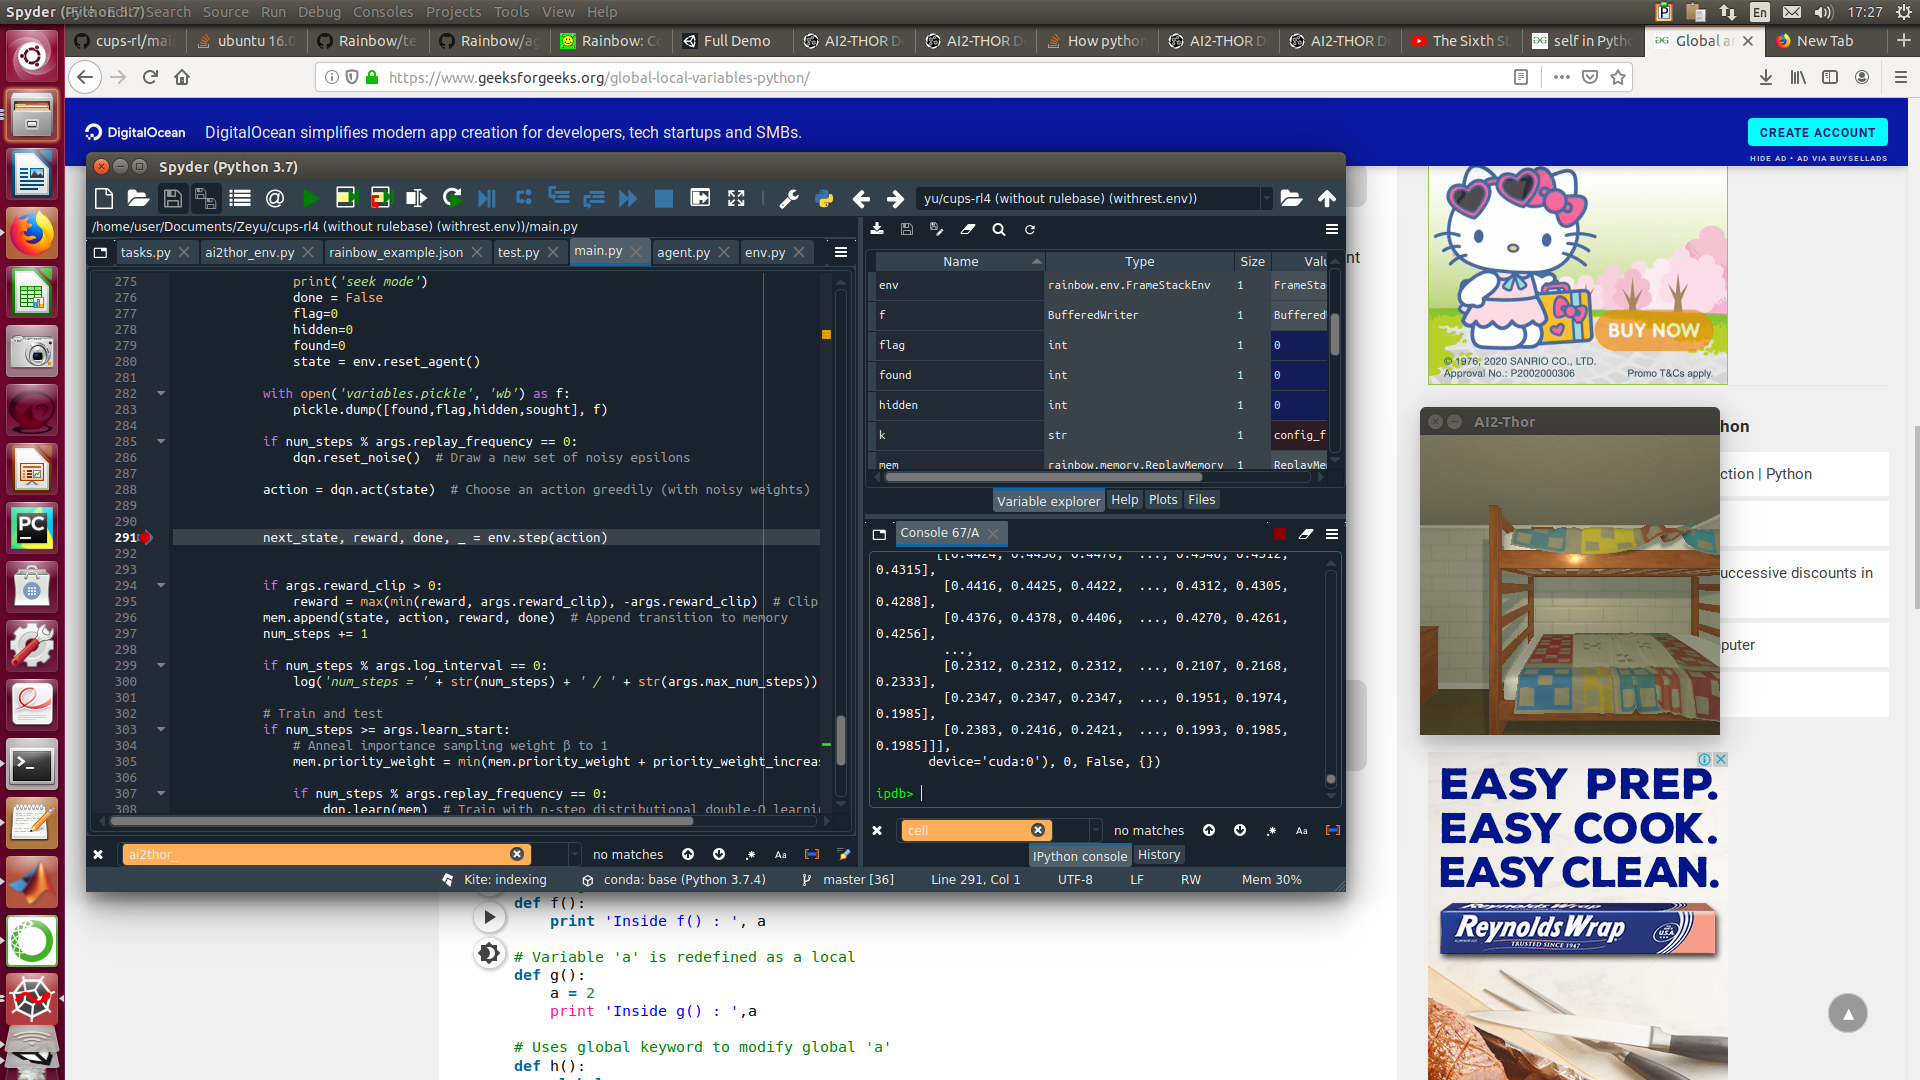 Spyder (Python 3.7)
File Edit Search Source Run Debug Consoles Projects Tools View Help
En 17:27
cups-rl/mai
ubuntu 16.0
Rainbow/te
Rainbow/ag
Rainbow: Co
Full Demo
AI2-THOR D
AI2-THOR D
How python
AI2-THOR D
AI2-THOR D
The Sixth S
self in Pyth
Global a
New Tab
https://www.geeksforgeeks.org/global-local-variables-python/
DigitalOcean
DigitalOcean simplifies modern app creation for developers, tech startups and SMBs.
CREATE ACCOUNT
HIDE AD • AD VIA BUYSELLADS
Spyder (Python 3.7)
yu/cups-rl4 (without rulebase) (withrest.env))
/home/user/Documents/Zeyu/cups-rl4 (without rulebase) (withrest.env))/main.py
tasks.py
ai2thor_env.py
rainbow_example.json
test.py
main.py
agent.py
env.py
275 print('seek mode')
276 done = False
277 flag=0
278 hidden=0
279 found=0
280 state = env.reset_agent()
281
282 with open('variables.pickle', 'wb') as f:
283 pickle.dump([found,flag,hidden,sought], f)
284
285 if num_steps % args.replay_frequency == 0:
286 dqn.reset_noise() # Draw a new set of noisy epsilons
287
288 action = dqn.act(state) # Choose an action greedily (with noisy weights)
289
290
291 next_state, reward, done, _ = env.step(action)
292
293
294 if args.reward_clip > 0:
295 reward = max(min(reward, args.reward_clip), -args.reward_clip) # Clip
296 mem.append(state, action, reward, done) # Append transition to memory
297 num_steps += 1
298
299 if num_steps % args.log_interval == 0:
300 log('num_steps = ' + str(num_steps) + ' / ' + str(args.max_num_steps))
301
302 # Train and test
303 if num_steps >= args.learn_start:
304 # Anneal importance sampling weight β to 1
305 mem.priority_weight = min(mem.priority_weight + priority_weight_increas
306
307 if num_steps % args.replay_frequency == 0:
308 dqn.learn(mem) # Train with n-step distributional double-Q learnin
ai2thor_
no matches
Aa
Name Type Size Valu
env rainbow.env.FrameStackEnv 1 FrameSta
f BufferedWriter 1 Buffered
flag int 1 0
found int 1 0
hidden int 1 0
k str 1 config_f
mem rainbow.memory.ReplayMemory 1 ReplayMe
Variable explorer Help Plots Files
Console 67/A
[[0.4424, 0.4450, 0.4470, ..., 0.4340, 0.4312,
0.4315],
[0.4416, 0.4425, 0.4422, ..., 0.4312, 0.4305,
0.4288],
[0.4376, 0.4378, 0.4406, ..., 0.4270, 0.4261,
0.4256],
...,
[0.2312, 0.2312, 0.2312, ..., 0.2107, 0.2168,
0.2333],
[0.2347, 0.2347, 0.2347, ..., 0.1951, 0.1974,
0.1985],
[0.2383, 0.2416, 0.2421, ..., 0.1993, 0.1985,
0.1985]]],
device='cuda:0'), 0, False, {})
ipdb>
cell
no matches
Aa
IPython console History
Kite: indexing
conda: base (Python 3.7.4)
master [36]
Line 291, Col 1
UTF-8
LF
RW
Mem 30%
def f():
print 'Inside f() : ', a
# Variable 'a' is redefined as a local
def g():
a = 2
print 'Inside g() : ',a
# Uses global keyword to modify global 'a'
def h():
nt
BUY NOW
© 1976, 2020 SANRIO CO., LTD.
Approval No.: P2002000306 Promo T&Cs apply.
AI2-Thor
hon
ction | Python
uccessive discounts in
puter
EASY PREP.
EASY COOK.
EASY CLEAN.
Reynolds Wrap
TRUSTED SINCE 1947